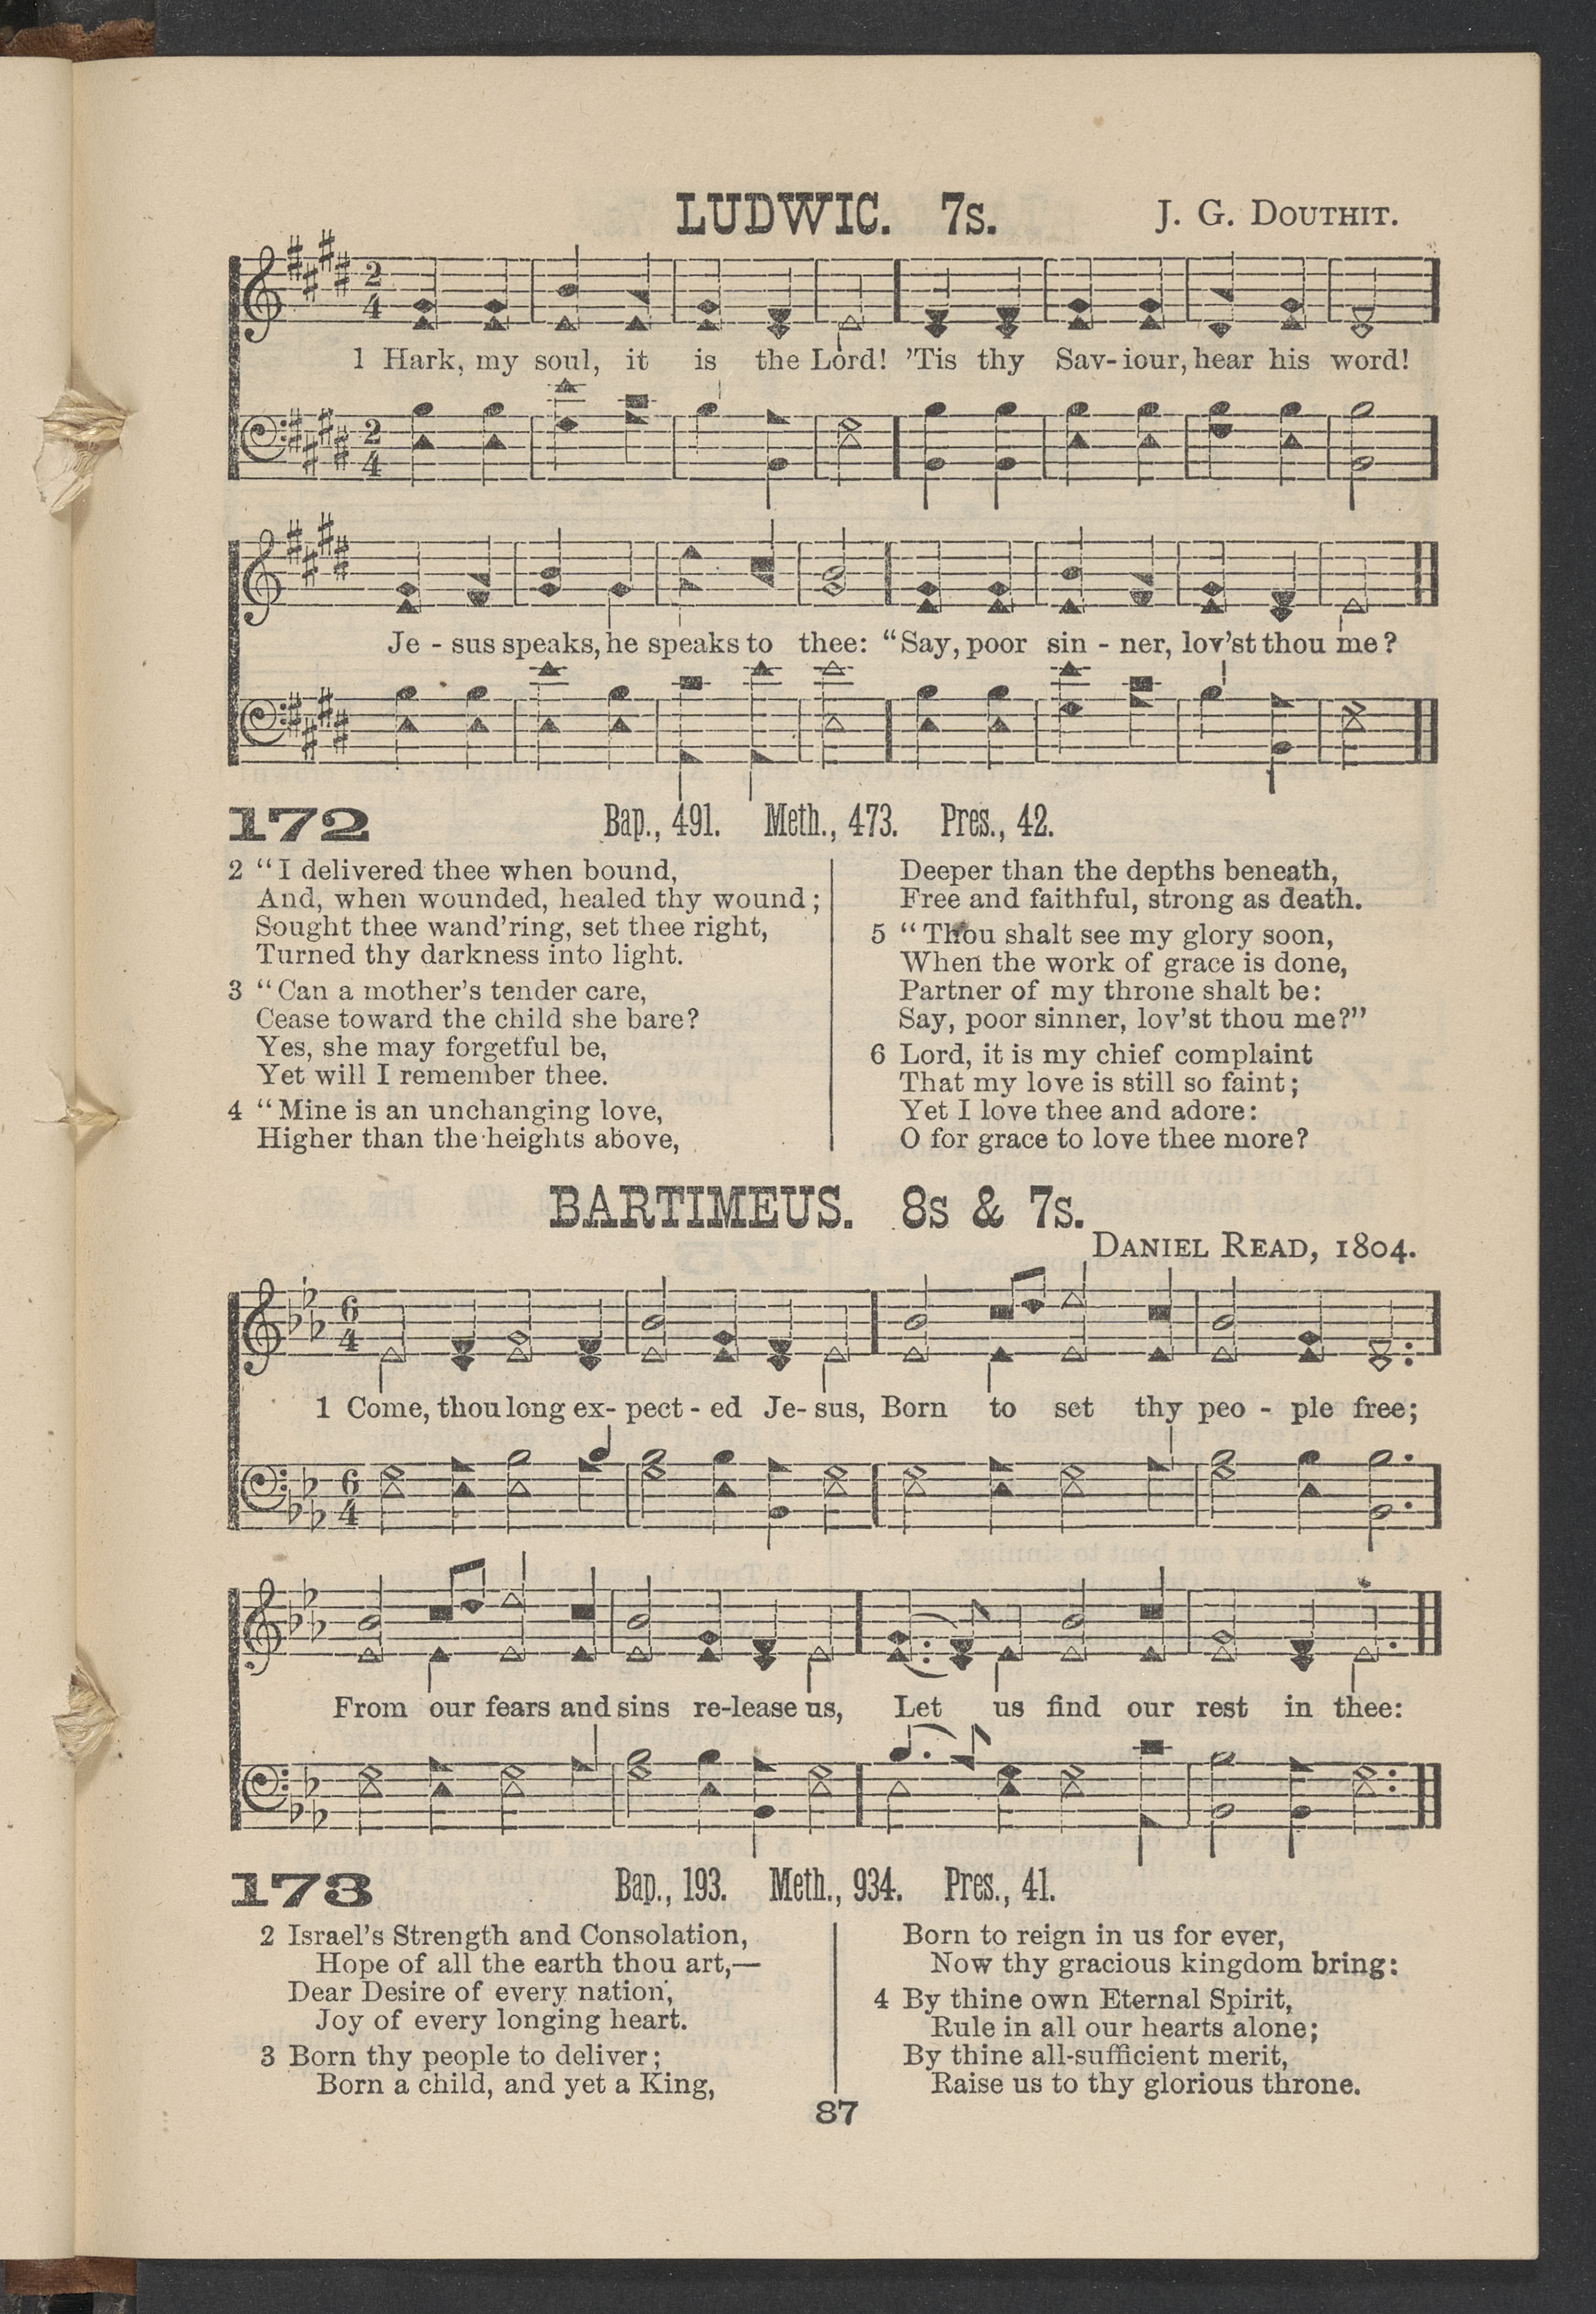 LUDWIC. 7s.
J. G. DOUTHIT.
1 Hark, my soul, it is the Lord! ’Tis thy Sav-iour, hear his word!
Je - sus speaks, he speaks to thee: “Say, poor sin - ner, lov’st thou me?
172 Bap., 491. Meth., 473. Pres., 42.
2 “I delivered thee when bound,
And, when wounded, healed thy wound;
Sought thee wand’ring, set thee right,
Turned thy darkness into light.
3 “Can a mother’s tender care,
Cease toward the child she bare?
Yes, she may forgetful be,
Yet will I remember thee.
4 “Mine is an unchanging love,
Higher than the heights above,
Deeper than the depths beneath,
Free and faithful, strong as death.
5 “Thou shalt see my glory soon,
When the work of grace is done,
Partner of my throne shalt be:
Say, poor sinner, lov’st thou me?”
6 Lord, it is my chief complaint
That my love is still so faint;
Yet I love thee and adore:
O for grace to love thee more?
BARTIMEUS. 8s & 7s.
DANIEL READ, 1804.
1 Come, thou long ex- pect - ed Je- sus, Born to set thy peo - ple free;
From our fears and sins re-lease us, Let us find our rest in thee:
173 Bap., 193. Meth., 934. Pres., 41.
2 Israel’s Strength and Consolation,
Hope of all the earth thou art,—
Dear Desire of every nation,
Joy of every longing heart.
3 Born thy people to deliver;
Born a child, and yet a King,
Born to reign in us for ever,
Now thy gracious kingdom bring:
4 By thine own Eternal Spirit,
Rule in all our hearts alone;
By thine all-sufficient merit,
Raise us to thy glorious throne.
87